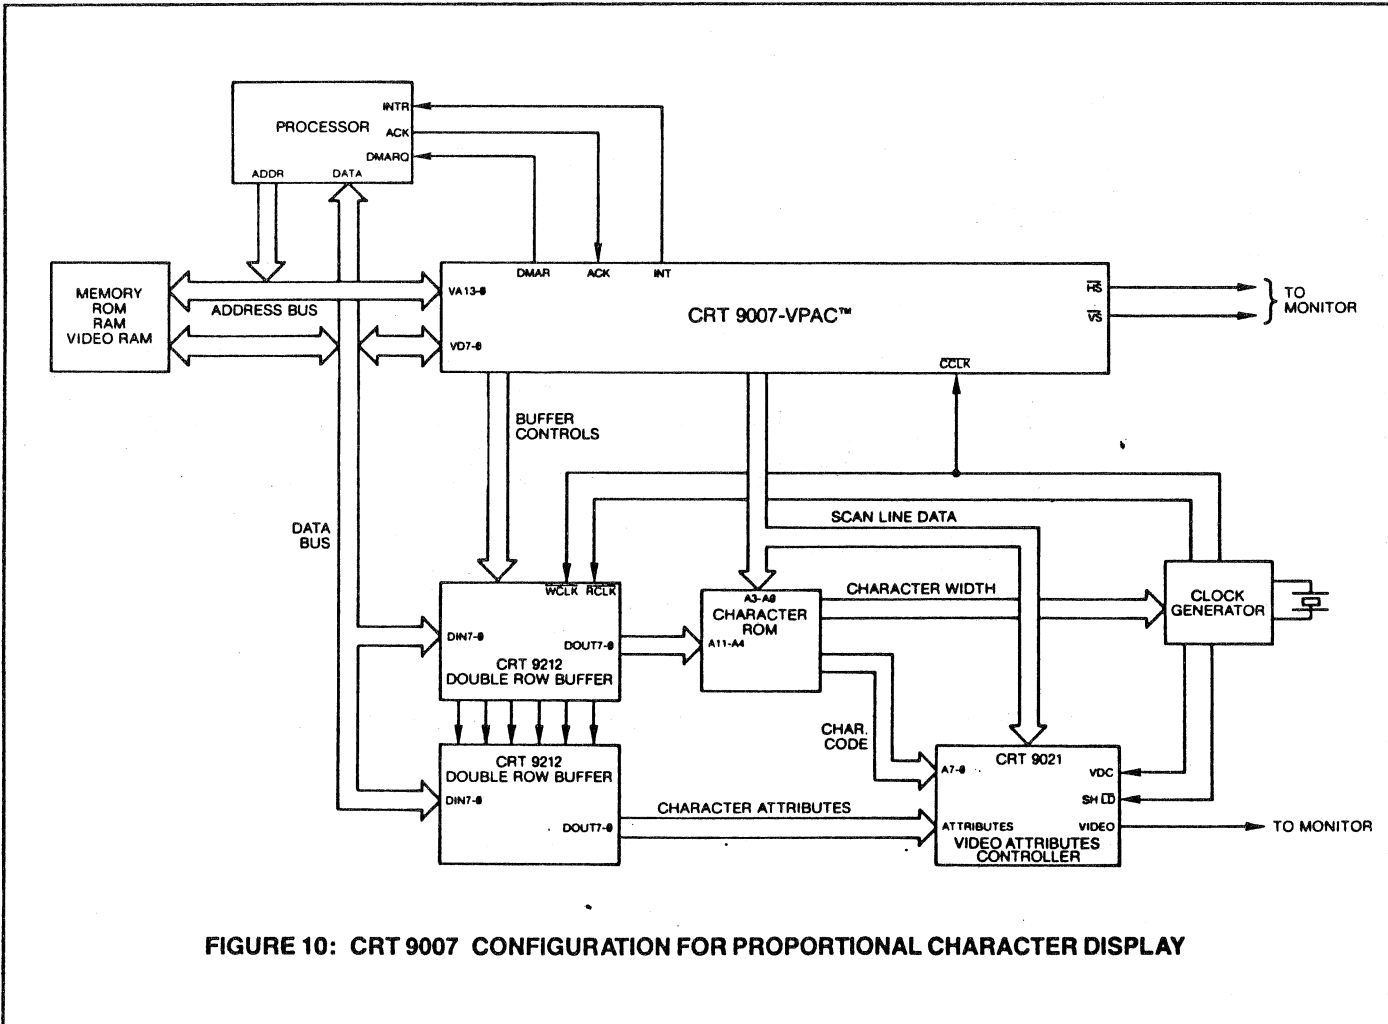 INTR
PROCESSOR
ACK
DMARQ
ADDR
DATA
DMAR
ACK
INT
MEMORY
ROM
RAM
VIDEO RAM
ADDRESS BUS
VA13-0
VD7-0
CRT 9007-VPAC™
HS
VS
TO
MONITOR
CCLK
BUFFER
CONTROLS
DATA
BUS
SCAN LINE DATA
WCLK
RCLK
DIN7-0
DOUT7-0
CRT 9212
DOUBLE ROW BUFFER
A3-A0
CHARACTER
ROM
A11-A4
CHARACTER WIDTH
CLOCK
GENERATOR
CHAR.
CODE
CRT 9212
DOUBLE ROW BUFFER
DIN7-0
DOUT7-0
CHARACTER ATTRIBUTES
CRT 9021
A7-0
VDC
SH LD
ATTRIBUTES
VIDEO
VIDEO ATTRIBUTES
CONTROLLER
TO MONITOR
FIGURE 10: CRT 9007 CONFIGURATION FOR PROPORTIONAL CHARACTER DISPLAY